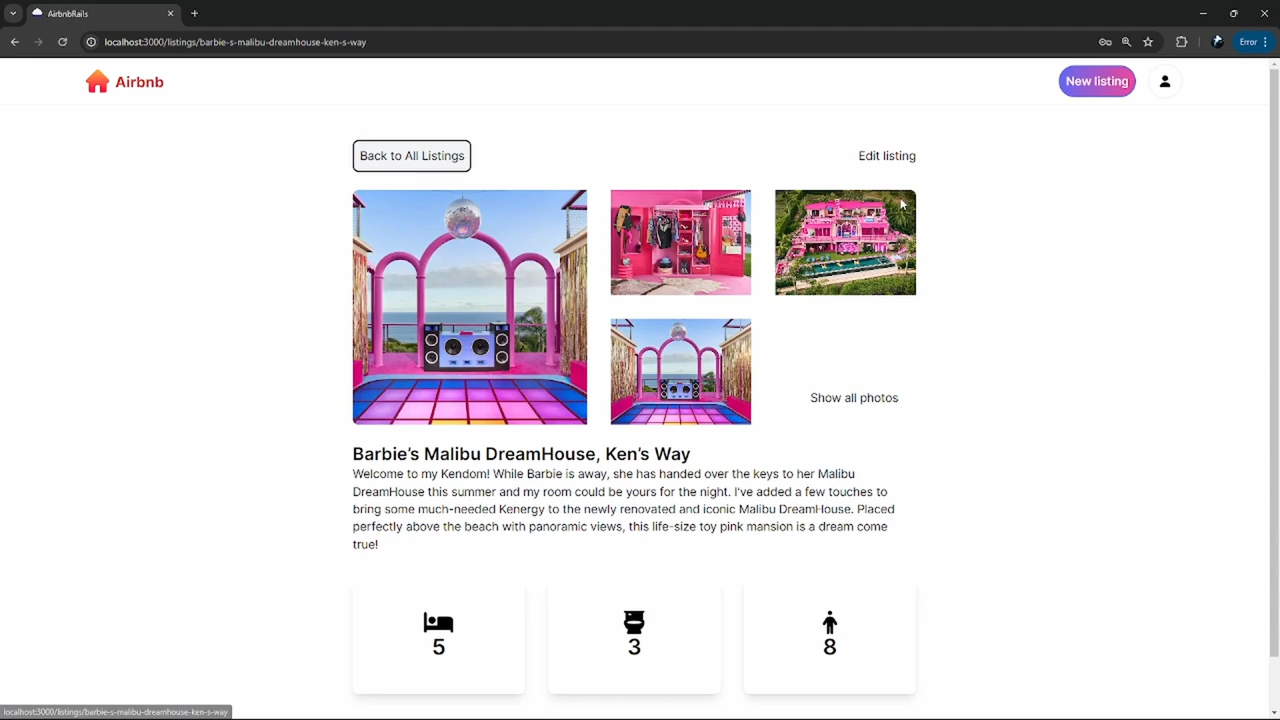 AirbnbRails
localhost:3000/listings/barbie-s-malibu-dreamhouse-ken-s-way
Error
Airbnb
New listing
Back to All Listings
Edit listing
Show all photos
Barbie's Malibu DreamHouse, Ken's Way
Welcome to my Kendom! While Barbie is away, she has handed over the keys to her Malibu
DreamHouse this summer and my room could be yours for the night. I've added a few touches to
bring some much-needed Kenergy to the newly renovated and iconic Malibu DreamHouse. Placed
perfectly above the beach with panoramic views, this life-size toy pink mansion is a dream come
true!
5
3
8
localhost:3000/listings/barbie-s-malibu-dreamhouse-ken-s-way